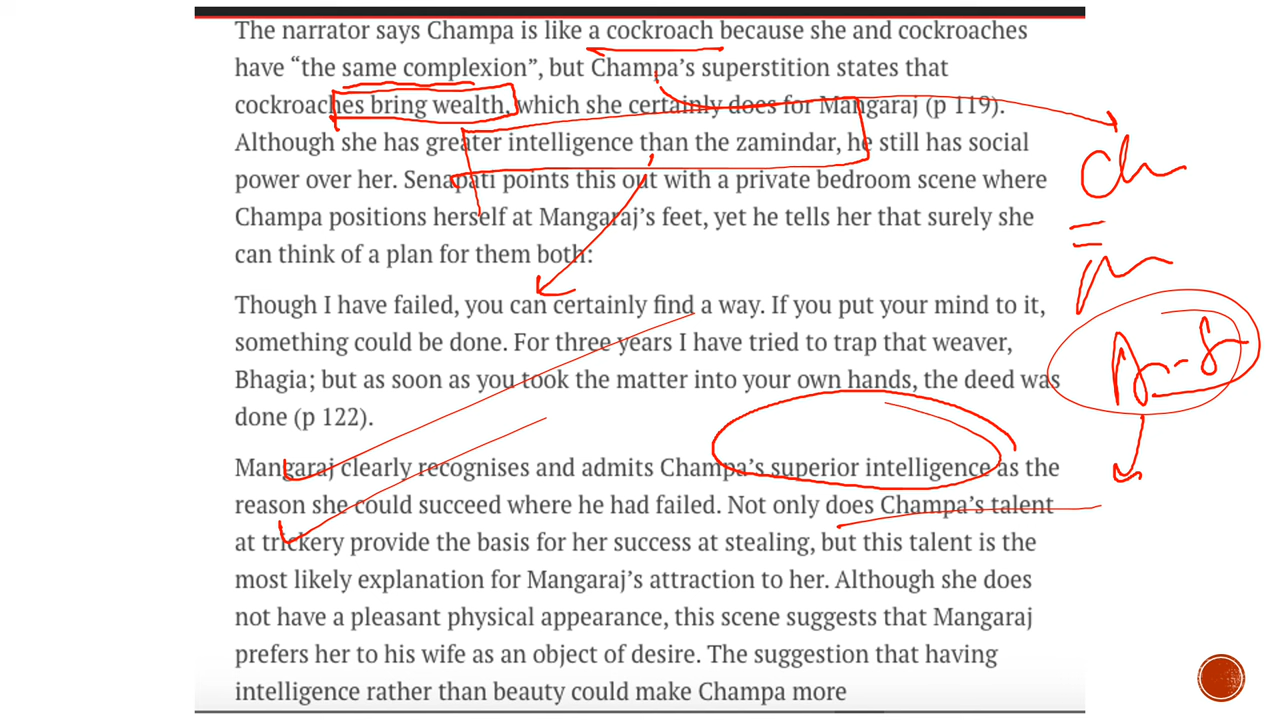 The narrator says Champa is like a cockroach because she and cockroaches
have “the same complexion”, but Champa’s superstition states that
cockroaches bring wealth, which she certainly does for Mangaraj (p 119).
Although she has greater intelligence than the zamindar, he still has social
power over her. Senapati points this out with a private bedroom scene where
Champa positions herself at Mangaraj’s feet, yet he tells her that surely she
can think of a plan for them both:
Though I have failed, you can certainly find a way. If you put your mind to it,
something could be done. For three years I have tried to trap that weaver,
Bhagia; but as soon as you took the matter into your own hands, the deed was
done (p 122).
Mangaraj clearly recognises and admits Champa’s superior intelligence as the
reason she could succeed where he had failed. Not only does Champa’s talent
at trickery provide the basis for her success at stealing, but this talent is the
most likely explanation for Mangaraj’s attraction to her. Although she does
not have a pleasant physical appearance, this scene suggests that Mangaraj
prefers her to his wife as an object of desire. The suggestion that having
intelligence rather than beauty could make Champa more